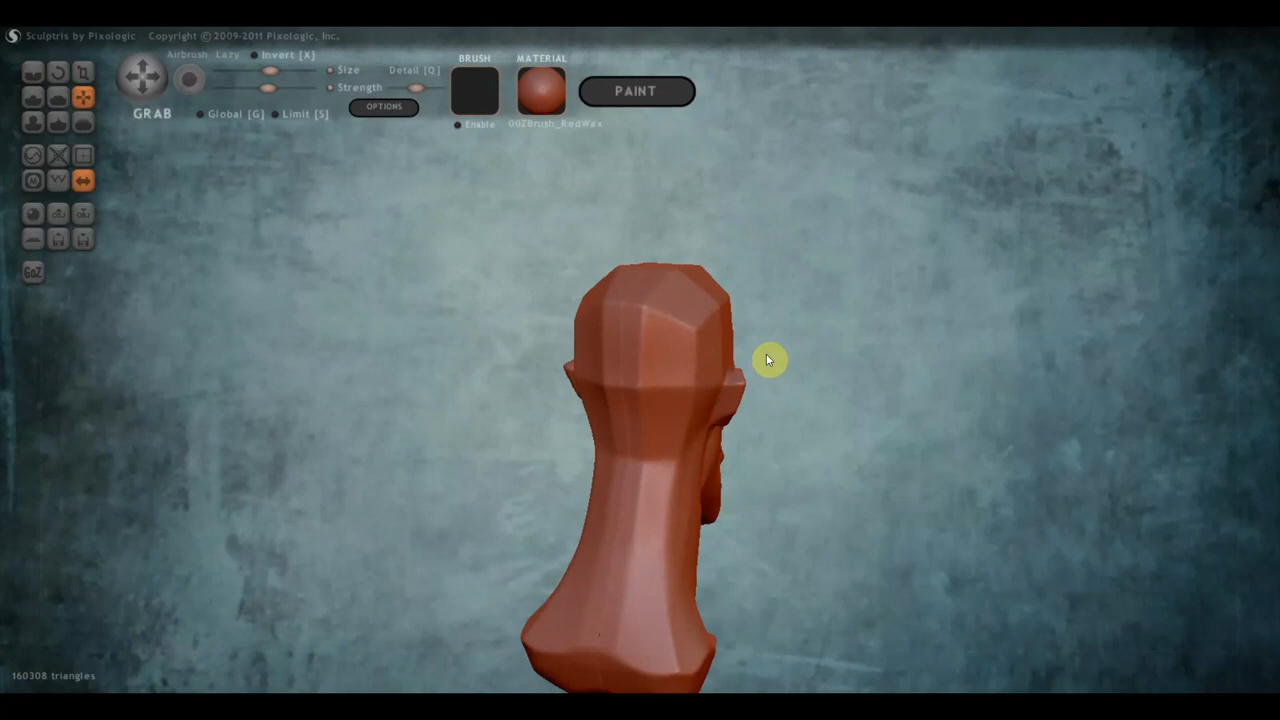 Sculptris by Pixologic Copyright © 2009-2011 Pixologic, Inc.
Airbrush Lazy Invert [X]
Size Detail [Q]
Strength
OPTIONS
GRAB Global [G] Limit [S]
BRUSH
Enable
MATERIAL
00ZBrush_RedWax
PAINT
GoZ
160308 triangles